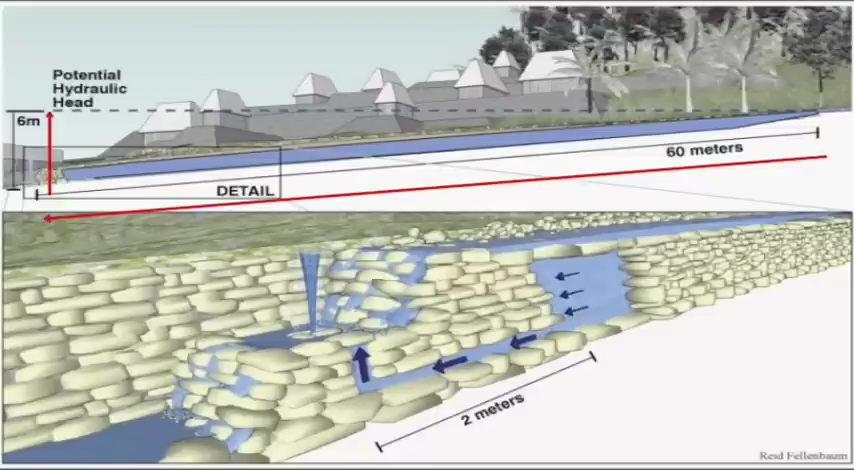 Potential
Hydraulic
Head
6m
60 meters
DETAIL
2 meters
Reid Fellenbaum